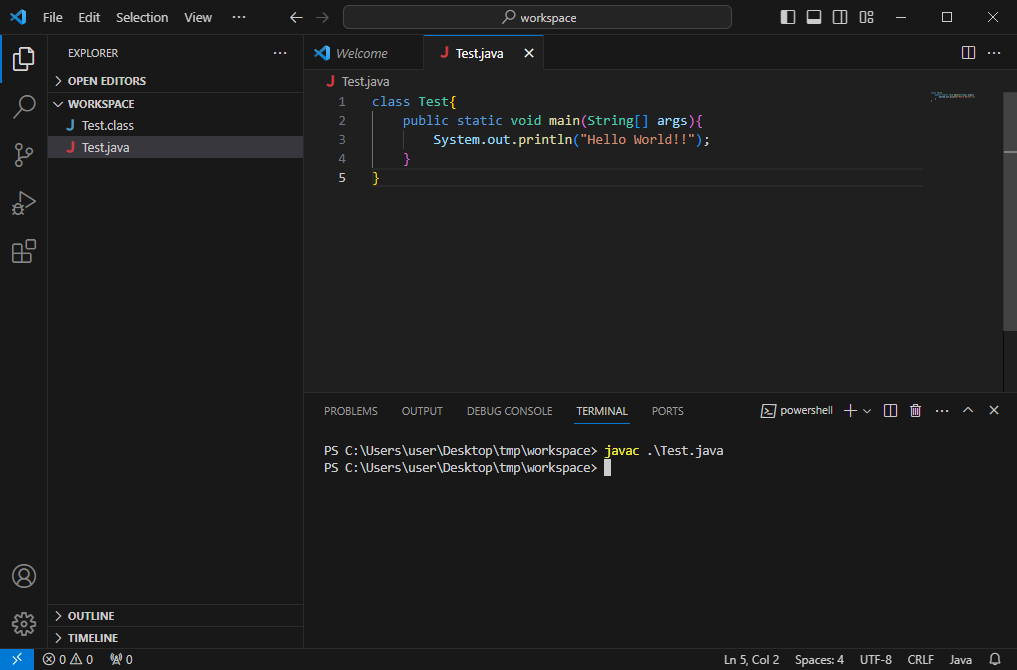 File Edit Selection View ··· workspace
EXPLORER ···
OPEN EDITORS
WORKSPACE
J Test.class
J Test.java
OUTLINE
TIMELINE
Welcome J Test.java
J Test.java
1 class Test{
2 public static void main(String[] args){
3 System.out.println("Hello World!!");
4 }
5 }
PROBLEMS OUTPUT DEBUG CONSOLE TERMINAL PORTS powershell
PS C:\Users\user\Desktop\tmp\workspace> javac .\Test.java
PS C:\Users\user\Desktop\tmp\workspace>
0 0 0 Ln 5, Col 2 Spaces: 4 UTF-8 CRLF Java